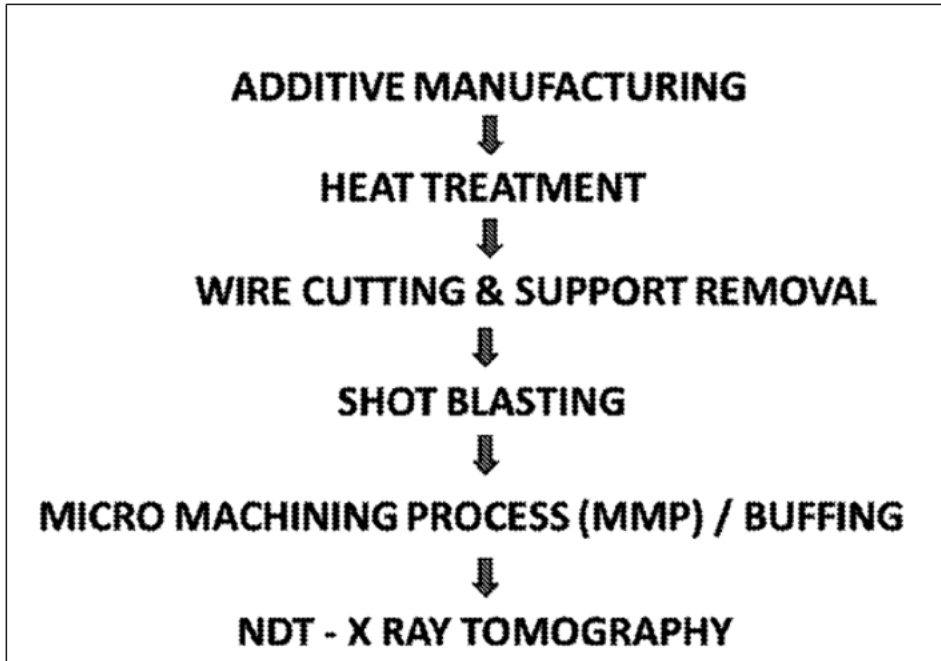 ADDITIVE MANUFACTURING
HEAT TREATMENT
WIRE CUTTING & SUPPORT REMOVAL
SHOT BLASTING
MICRO MACHINING PROCESS (MMP) / BUFFING
NDT - X RAY TOMOGRAPHY